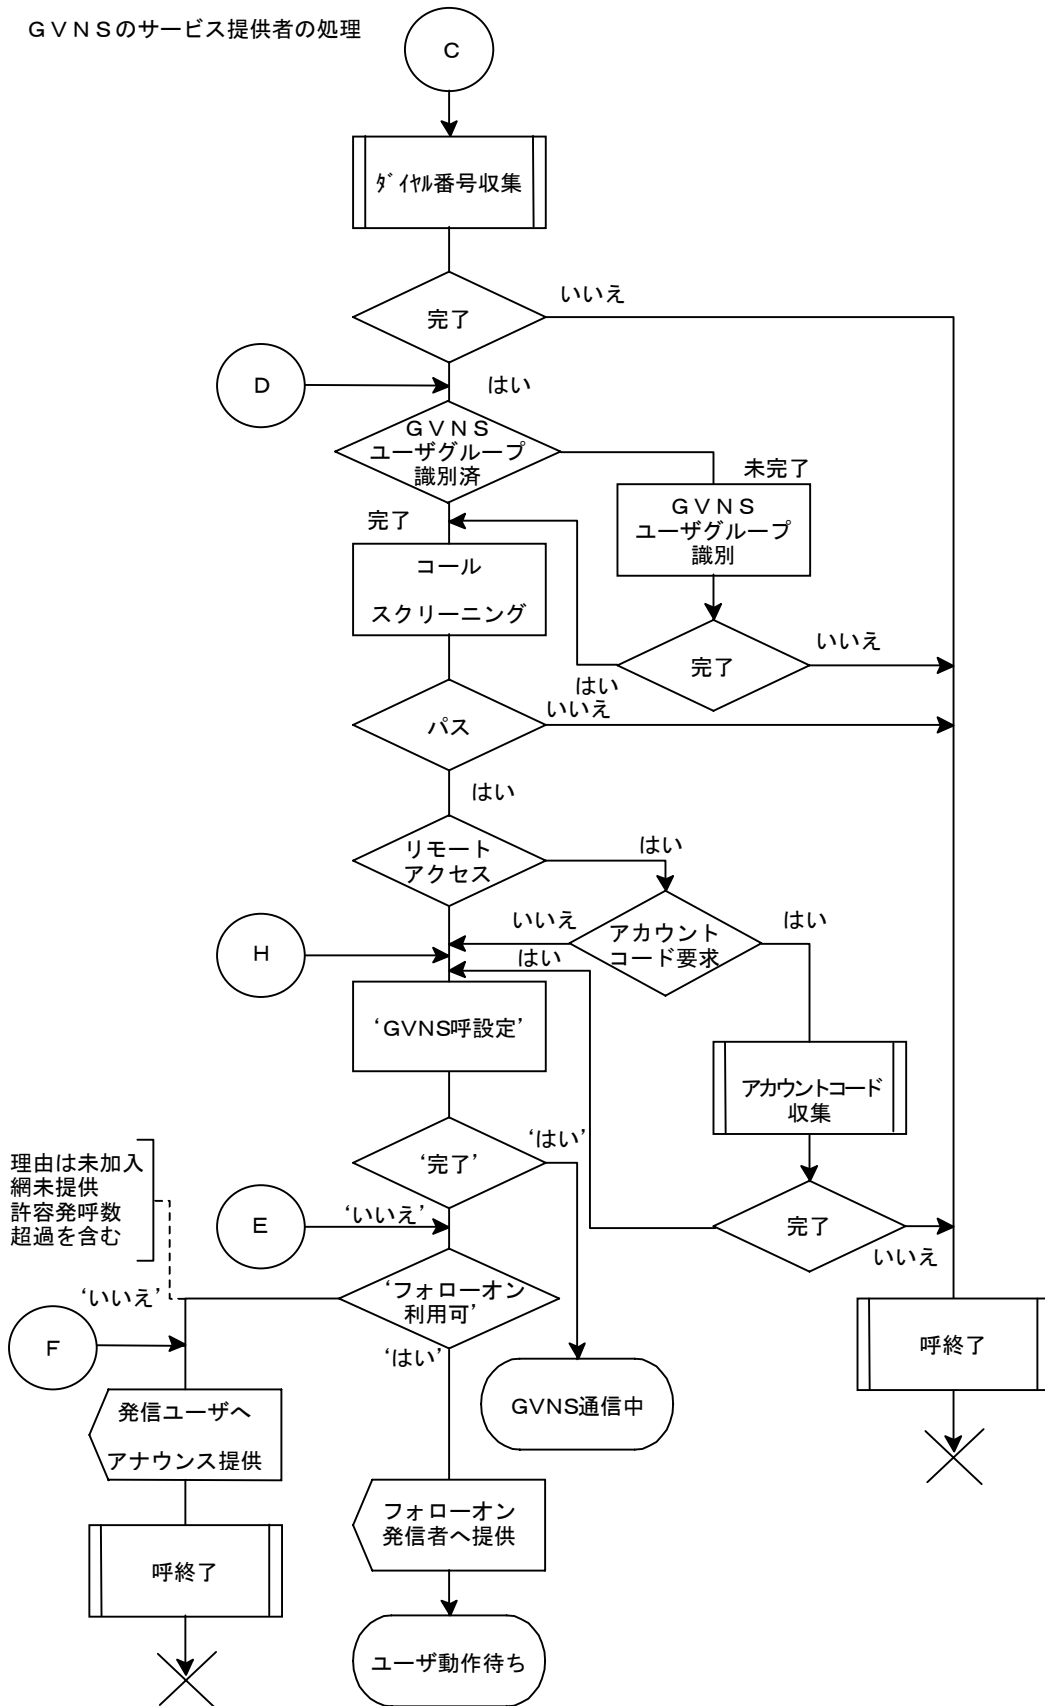 ＧＶＮＳのサービス提供者の処理
Ｃ
ﾀﾞｲﾔﾙ番号収集
完了
いいえ
はい
Ｄ
ＧＶＮＳ
ユーザグループ
識別済
未完了
ＧＶＮＳ
ユーザグループ
識別
完了
コール
スクリーニング
完了
いいえ
はい
パス
いいえ
はい
リモート
アクセス
はい
アカウント
コード要求
いいえ
はい
Ｈ
はい
‘GVNS呼設定’
アカウントコード
収集
‘完了’
‘はい’
‘いいえ’
完了
いいえ
Ｅ
理由は未加入
網未提供
許容発呼数
超過を含む
‘フォローオン
利用可’
‘いいえ’
‘はい’
Ｆ
発信ユーザへ
アナウンス提供
GVNS通信中
呼終了
フォローオン
発信者へ提供
呼終了
ユーザ動作待ち